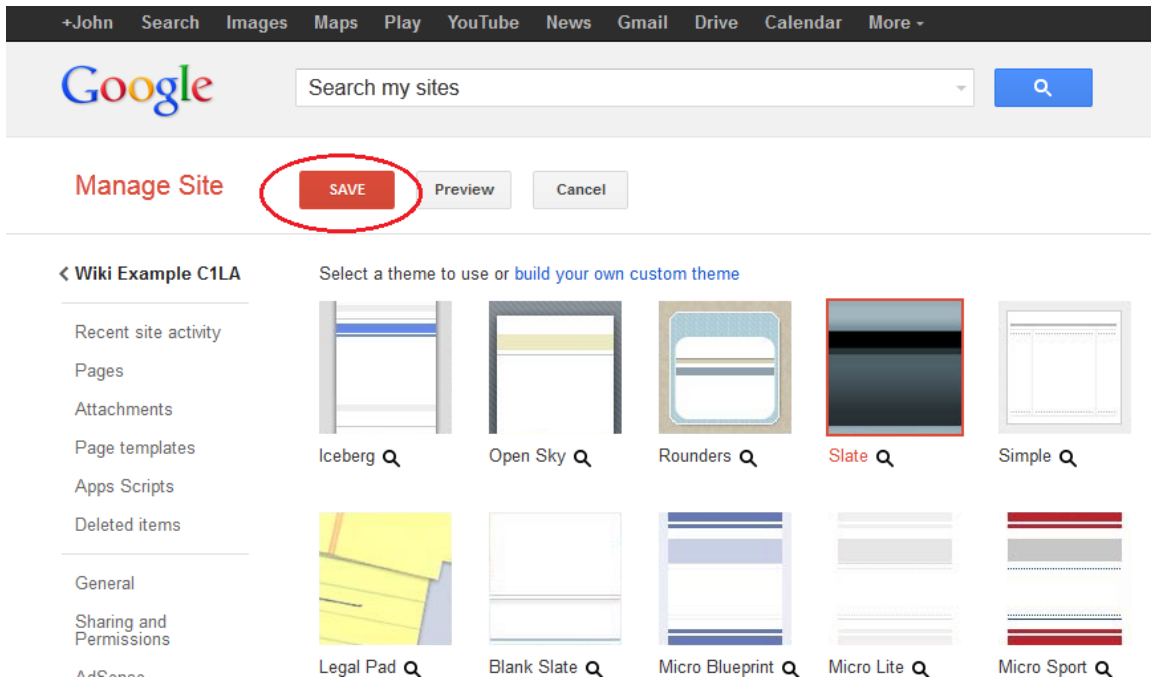 +John Search Images Maps Play YouTube News Gmail Drive Calendar More
Google
Search my sites
Manage Site
SAVE Preview Cancel
Wiki Example C1LA
Select a theme to use or build your own custom theme
Recent site activity
Pages
Attachments
Page templates
Apps Scripts
Deleted items
General
Sharing and
Permissions
AdSense
Iceberg Open Sky Rounders Slate Simple
Legal Pad Blank Slate Micro Blueprint Micro Lite Micro Sport